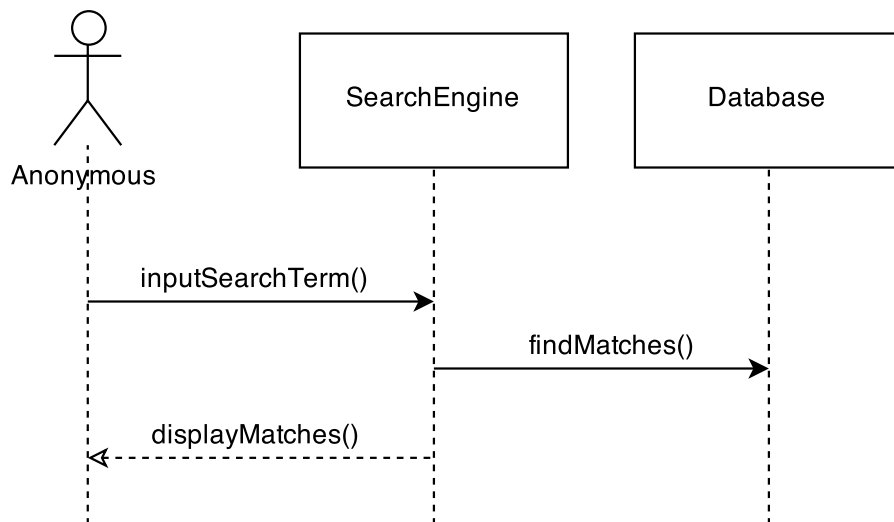 SearchEngine
Database
Anonymous
inputSearchTerm()
findMatches()
displayMatches()